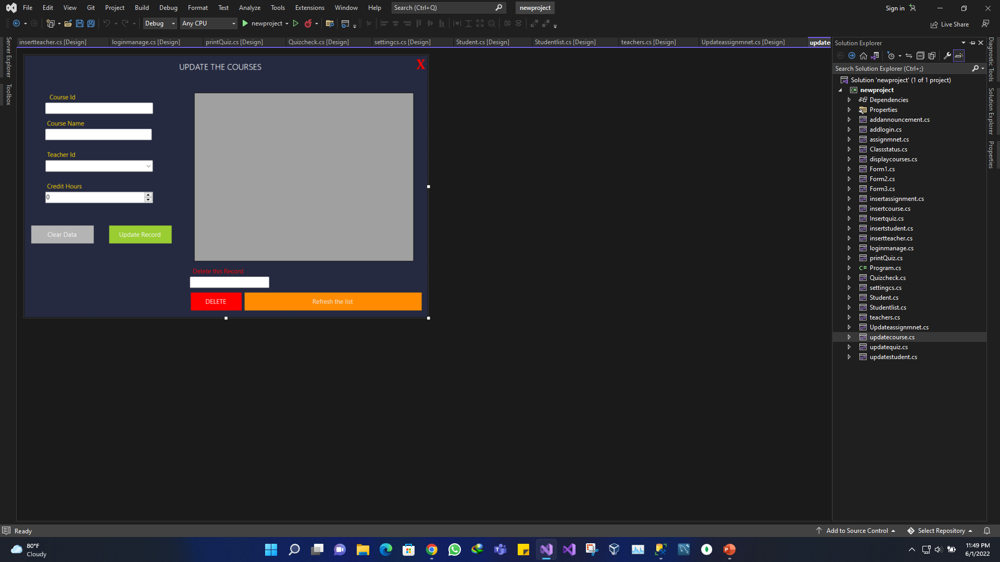 File Edit View Git Project Build Debug Format Test Analyze Tools Extensions Window Help Search (Ctrl+Q) newproject Sign in
Debug Any CPU newproject Live Share
insertteacher.cs [Design] loginmanage.cs [Design] printQuiz.cs [Design] Quizcheck.cs [Design] settingcs.cs [Design] Student.cs [Design] Studentlist.cs [Design] teachers.cs [Design] Updateassignmnet.cs [Design] update
Server Explorer
Toolbox
UPDATE THE COURSES
X
Course Id
Course Name
Teacher Id
Credit Hours
0
Clear Data
Update Record
Delete this Record
DELETE
Refresh the list
Solution Explorer
Search Solution Explorer (Ctrl+;)
Solution 'newproject' (1 of 1 project)
C# newproject
Dependencies
Properties
addannouncement.cs
addlogin.cs
assignmnet.cs
Classstatus.cs
displaycourses.cs
Form1.cs
Form2.cs
Form3.cs
insertassignment.cs
insertcourse.cs
Insertquiz.cs
insertstudent.cs
insertteacher.cs
loginmanage.cs
printQuiz.cs
C# Program.cs
Quizcheck.cs
settingcs.cs
Student.cs
Studentlist.cs
teachers.cs
Updateassignmnet.cs
updatecourse.cs
updatequiz.cs
updatestudent.cs
Diagnostic Tools
Solution Explorer
Properties
Ready
Add to Source Control
Select Repository
80°F
Cloudy
11:49 PM
6/1/2022